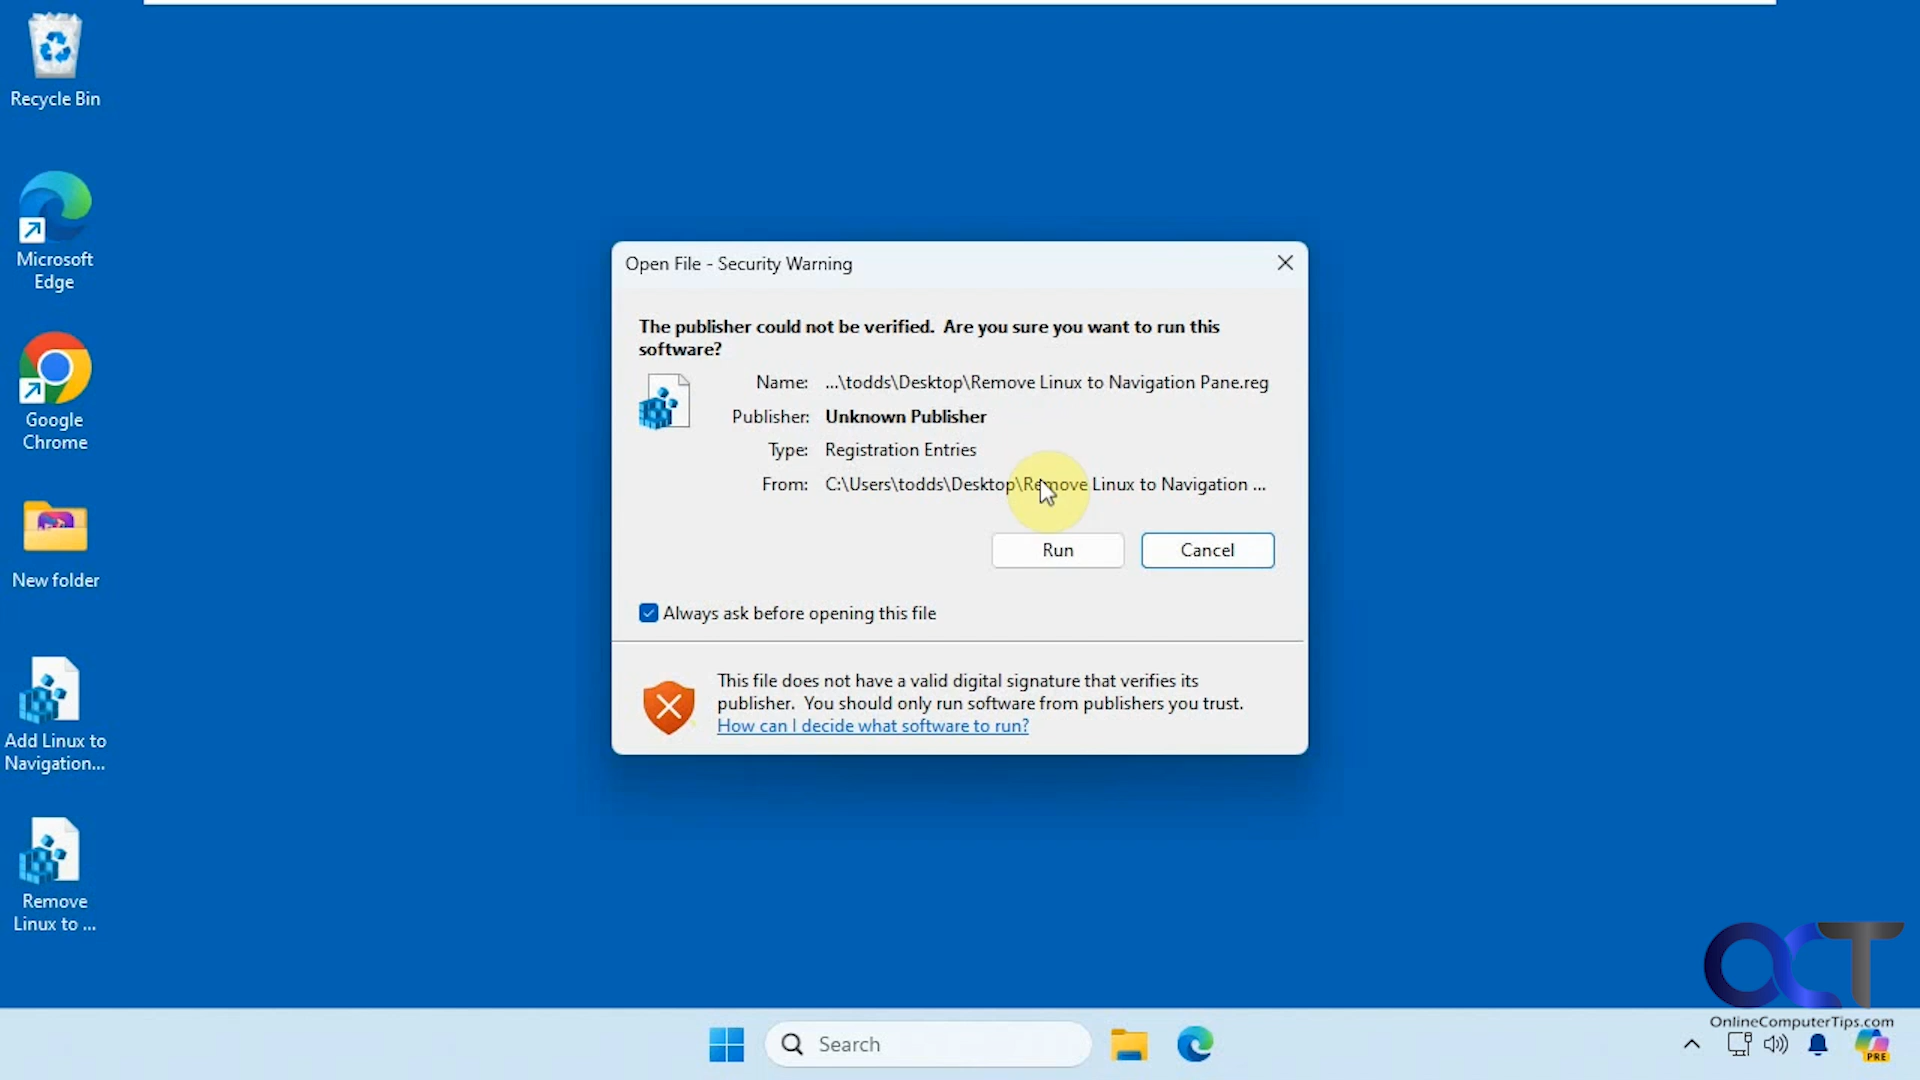 Recycle Bin
Microsoft
Edge
Google
Chrome
New folder
Add Linux to
Navigation...
Remove
Linux to ...
Open File - Security Warning
The publisher could not be verified.  Are you sure you want to run this
software?
Name: ...\todds\Desktop\Remove Linux to Navigation Pane.reg
Publisher: Unknown Publisher
Type: Registration Entries
From: C:\Users\todds\Desktop\Remove Linux to Navigation ...
Run Cancel
Always ask before opening this file
This file does not have a valid digital signature that verifies its
publisher.  You should only run software from publishers you trust.
How can I decide what software to run?
OCT
OnlineComputerTips.com
Search
PRE